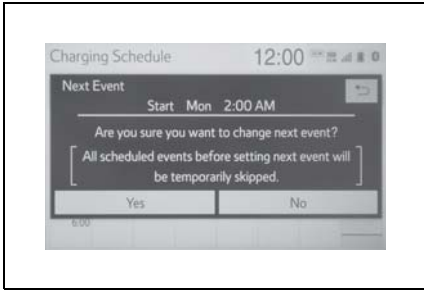 Charging Schedule 12:00
Next Event
Start Mon 2:00 AM
Are you sure you want to change next event?
All scheduled events before setting next event will
be temporarily skipped.
Yes No
6:00